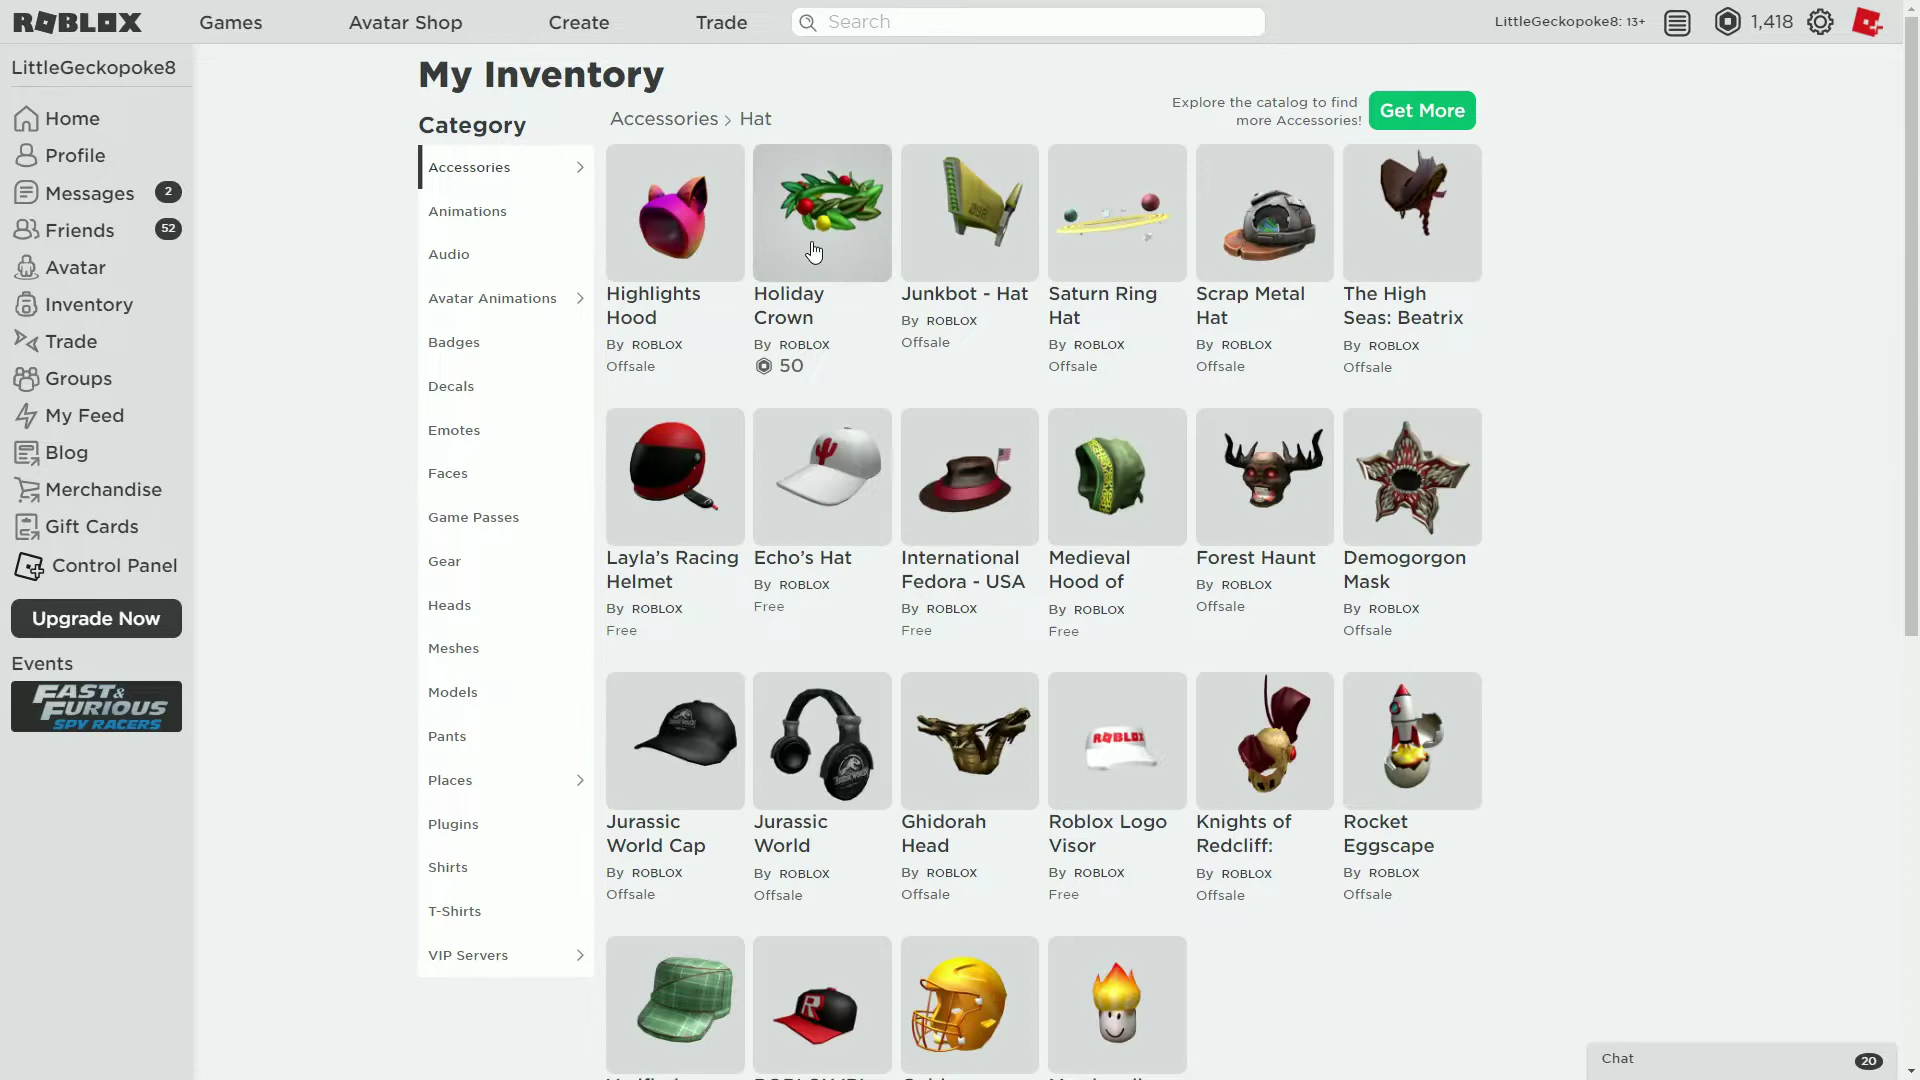 ROBLOX
Games
Avatar Shop
Create
Trade
Search
LittleGeckopoke8: 13+
1,418
LittleGeckopoke8
Home
Profile
Messages
2
Friends
52
Avatar
Inventory
Trade
Groups
My Feed
Blog
Merchandise
Gift Cards
Control Panel
Upgrade Now
Events
FAST &
FURIOUS
SPY RACERS
My Inventory
Category
Accessories
Animations
Audio
Avatar Animations
Badges
Decals
Emotes
Faces
Game Passes
Gear
Heads
Meshes
Models
Pants
Places
Plugins
Shirts
T-Shirts
VIP Servers
Accessories > Hat
Explore the catalog to find
more Accessories!
Get More
Highlights
Hood
By ROBLOX
Offsale
Holiday
Crown
By ROBLOX
50
Junkbot - Hat
By ROBLOX
Offsale
Saturn Ring
Hat
By ROBLOX
Offsale
Scrap Metal
Hat
By ROBLOX
Offsale
The High
Seas: Beatrix
By ROBLOX
Offsale
Layla's Racing
Helmet
By ROBLOX
Free
Echo's Hat
By ROBLOX
Free
International
Fedora - USA
By ROBLOX
Free
Medieval
Hood of
By ROBLOX
Free
Forest Haunt
By ROBLOX
Offsale
Demogorgon
Mask
By ROBLOX
Offsale
Jurassic
World Cap
By ROBLOX
Offsale
Jurassic
World
By ROBLOX
Offsale
Ghidorah
Head
By ROBLOX
Offsale
ROBLOX
Roblox Logo
Visor
By ROBLOX
Free
Knights of
Redcliff:
By ROBLOX
Offsale
Rocket
Eggscape
By ROBLOX
Offsale
R
Chat
20